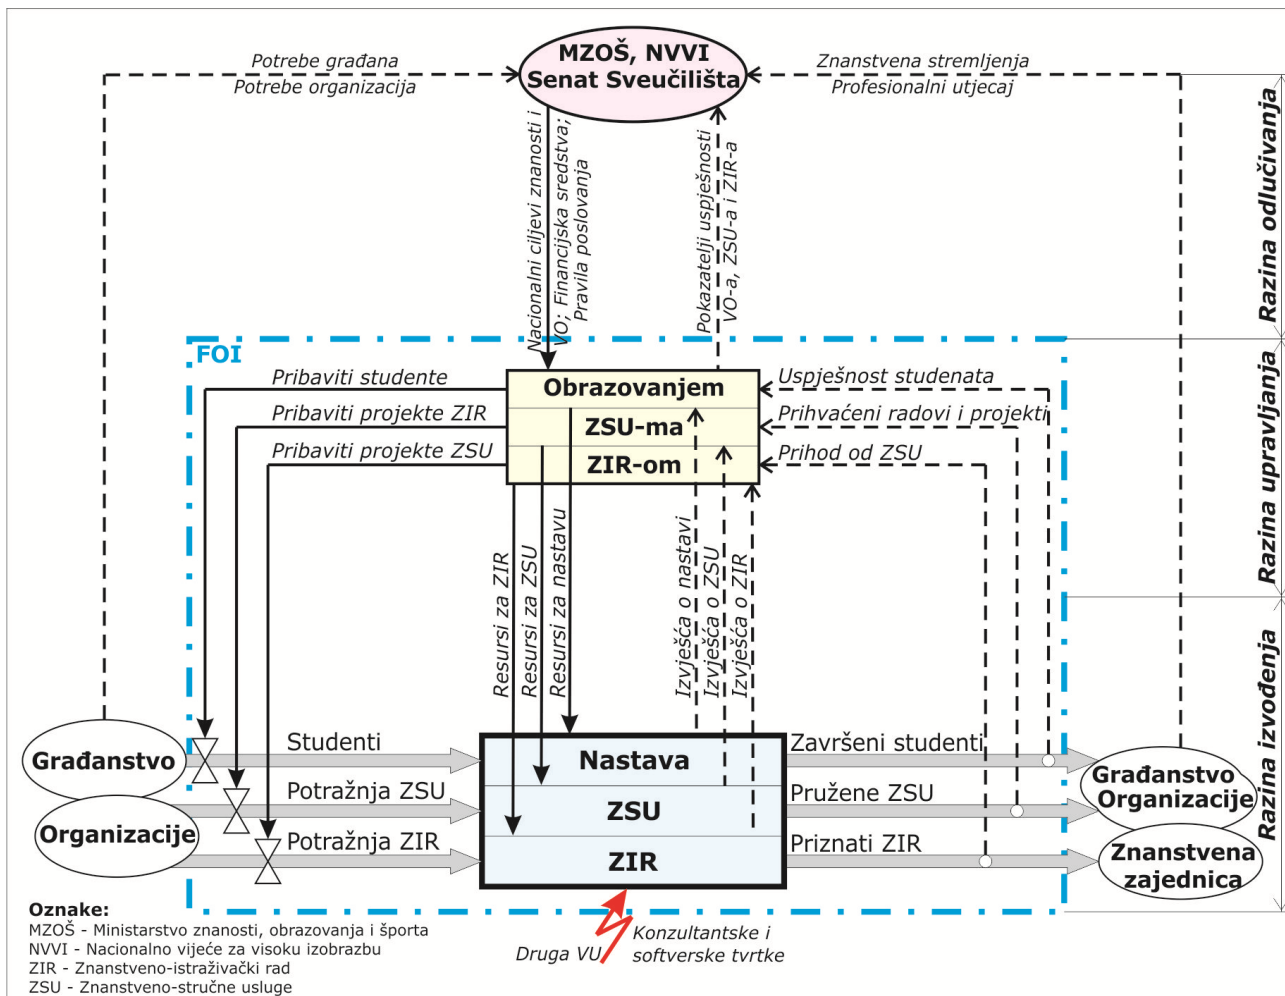 MZOŠ, NVVI
Senat Sveučilišta
Potrebe građana
Potrebe organizacija
Znanstvena stremljenja
Profesionalni utjecaj
Nacionalni ciljevi znanosti i
VO; Financijska sredstva;
Pravila poslovanja
Pokazatelji uspješnosti
VO-a, ZSU-a i ZIR-a
Razina odlučivanja
Razina upravljanja
Razina izvođenja
FOI
Pribaviti studente
Pribaviti projekte ZIR
Pribaviti projekte ZSU
Obrazovanjem
ZSU-ma
ZIR-om
Uspješnost studenata
Prihvaćeni radovi i projekti
Prihod od ZSU
Resursi za ZIR
Resursi za ZSU
Resursi za nastavu
Izvješća o nastavi
Izvješća o ZSU
Izvješća o ZIR
Građanstvo
Organizacije
Studenti
Potražnja ZSU
Potražnja ZIR
Nastava
ZSU
ZIR
Završeni studenti
Pružene ZSU
Priznati ZIR
Građanstvo
Organizacije
Znanstvena
zajednica
Druga VU
Konzultantske i
softverske tvrtke
Oznake:
MZOŠ - Ministarstvo znanosti, obrazovanja i športa
NVVI - Nacionalno vijeće za visoku izobrazbu
ZIR - Znanstveno-istraživački rad
ZSU - Znanstveno-stručne usluge